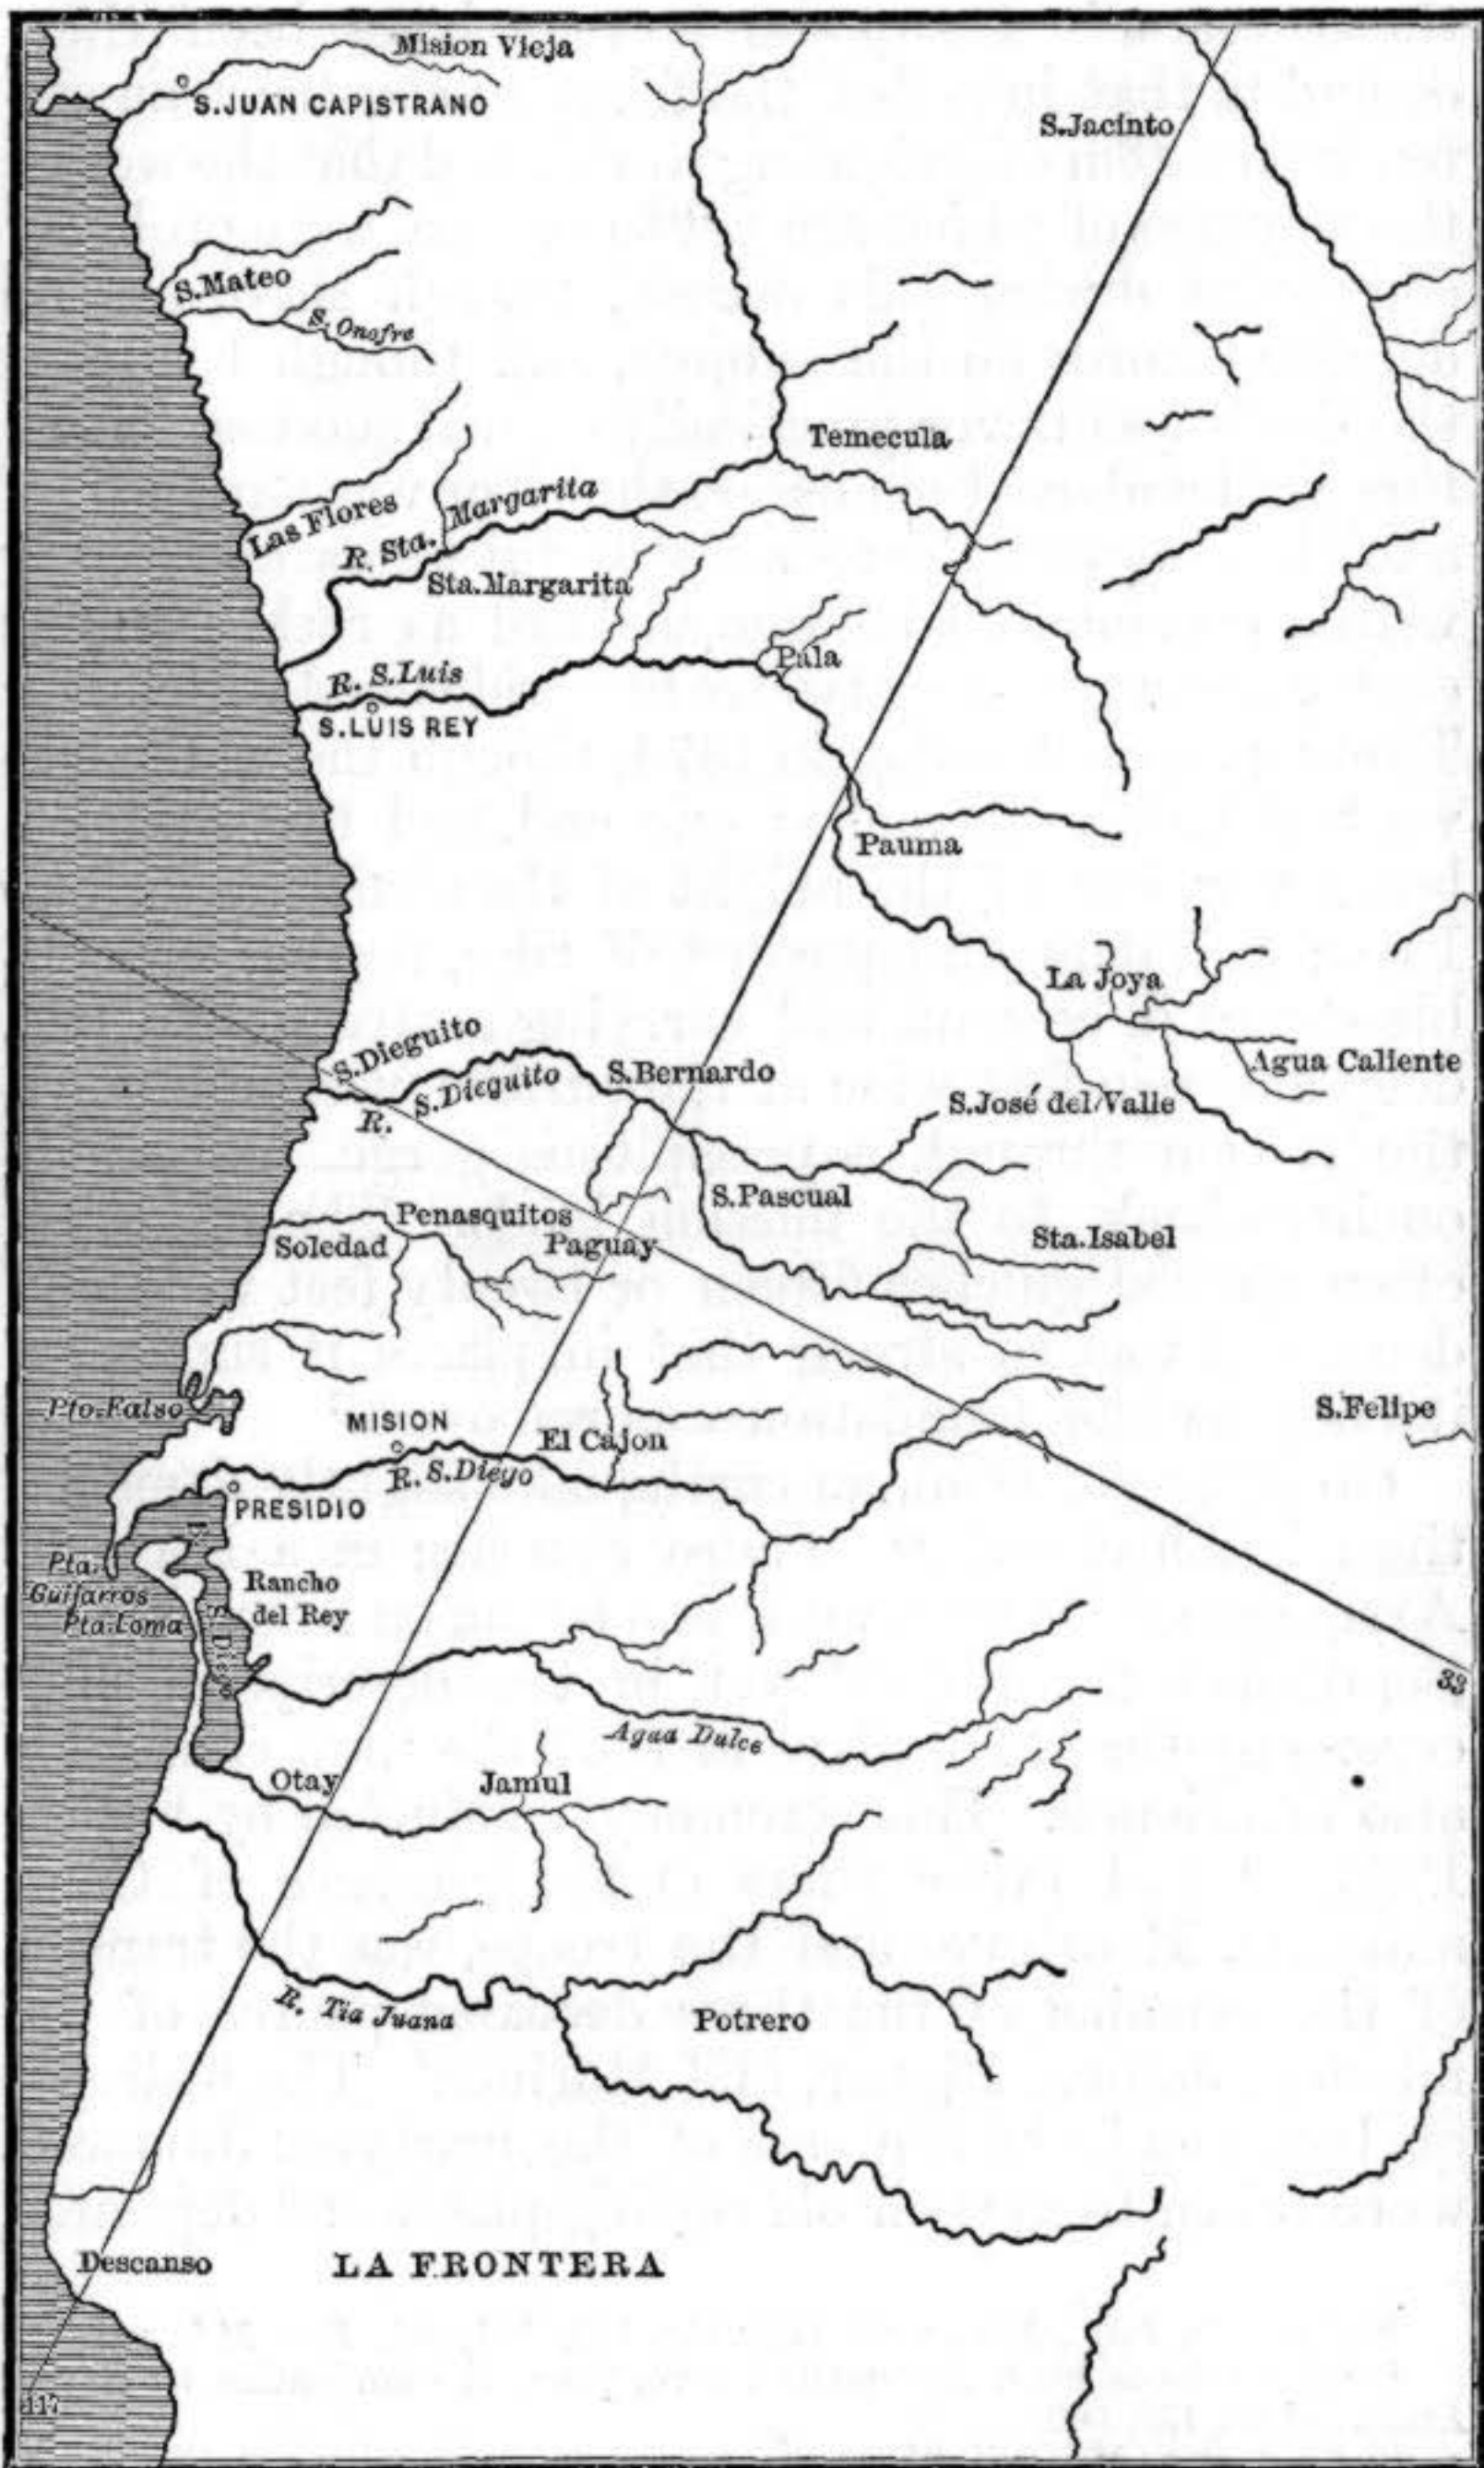 Mision Vieja
S. JUAN CAPISTRANO
S. Jacinto
S. Mateo
S. Onofre
Temecula
Las Flores
R. Sta. Margarita
Sta. Margarita
Pala
R. S. Luis
S. LUIS REY
Pauma
La Joya
S. Dieguito
R. S. Dieguito
S. Bernardo
Agua Caliente
S. José del Valle
S. Pascual
Penasquitos
Soledad
Paguay
Sta. Isabel
Pto. Falso
MISION
El Cajon
S. Felipe
R. S. Diego
PRESIDIO
Pta.
Guijarros
Pta. Loma
B. S. Diego
Rancho
del Rey
33
Agua Dulce
Otay
Jamul
R. Tia Juana
Potrero
Descanso
LA FRONTERA
117